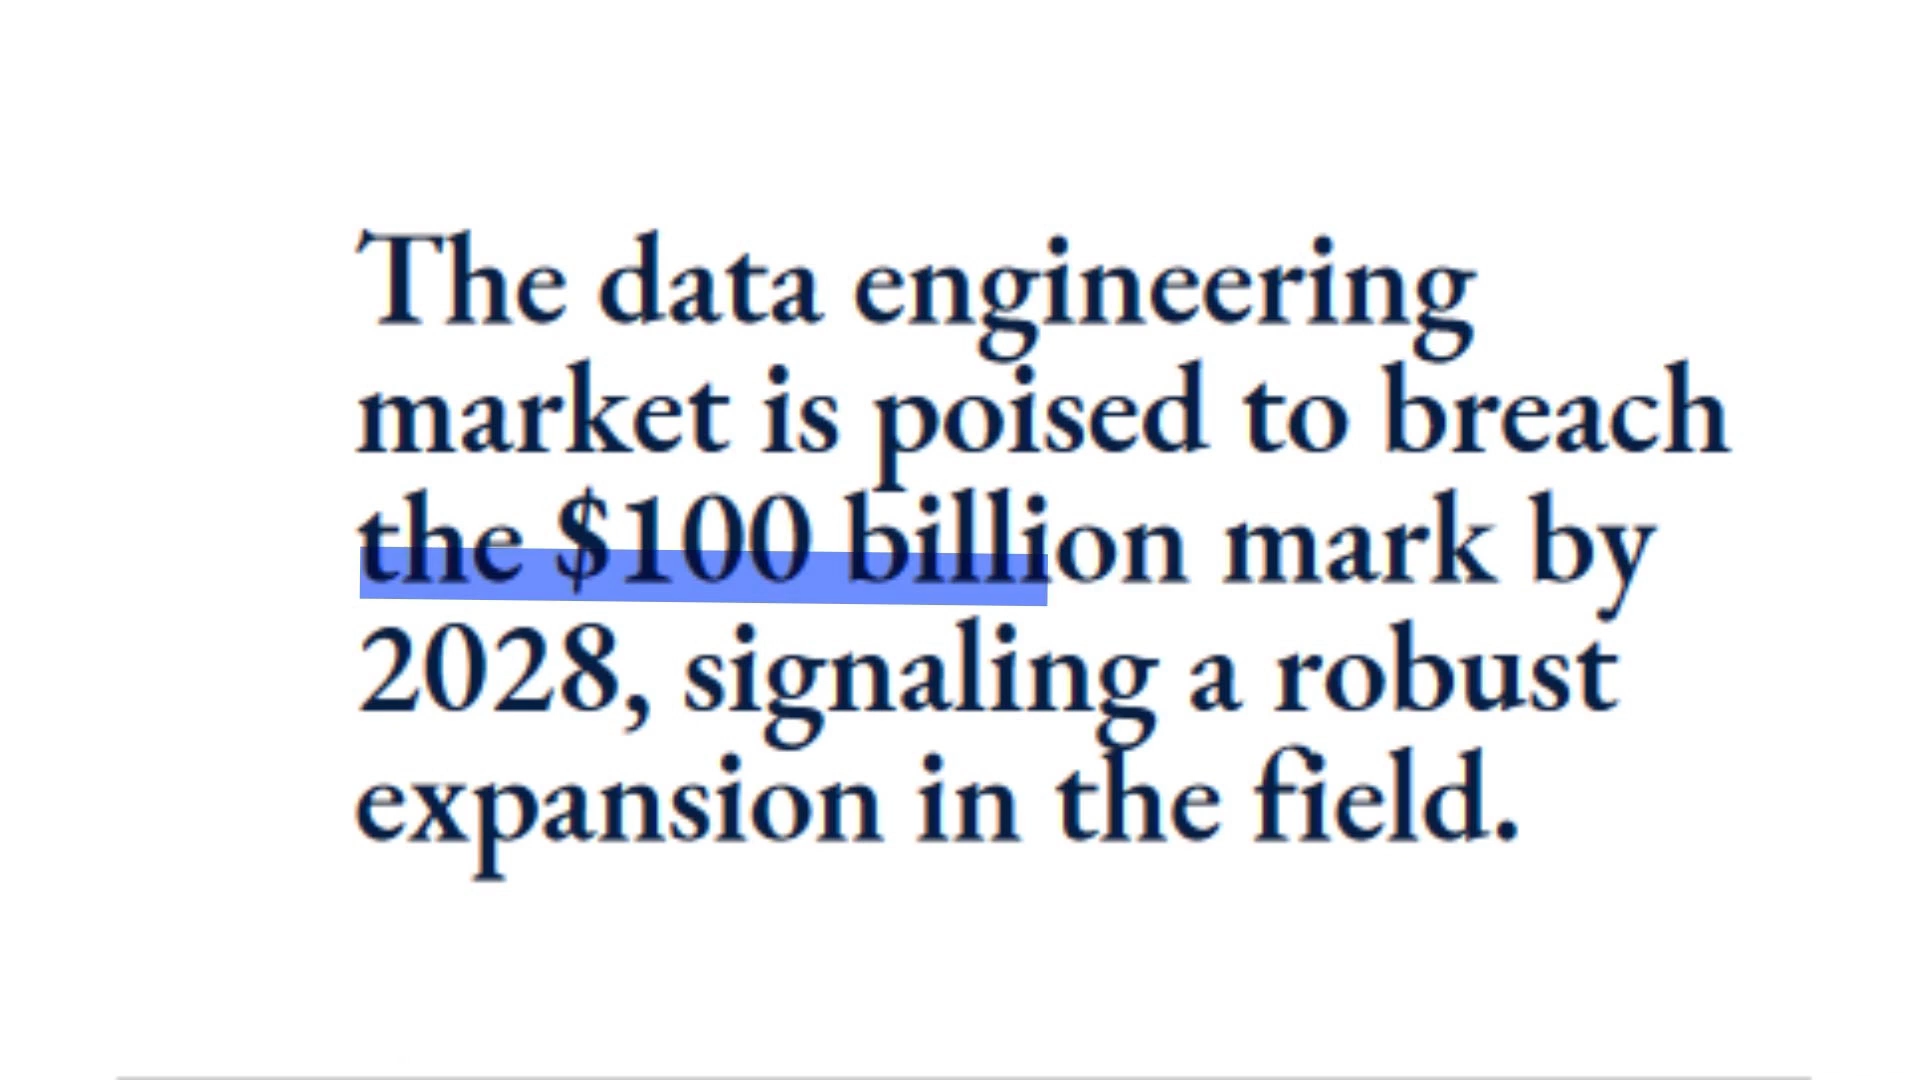 The data engineering
market is poised to breach
the $100 billion mark by
2028, signaling a robust
expansion in the field.